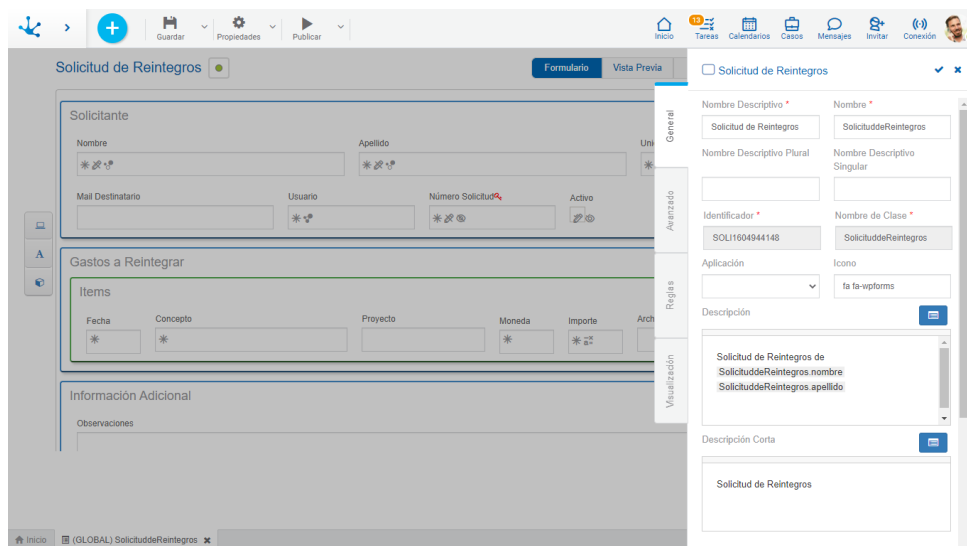 Guardar
Propiedades
Publicar
Inicio
13
Tareas
Calendarios
Casos
Mensajes
Invitar
Conexión
Solicitud de Reintegros
Formulario
Vista Previa
Solicitante
Nombre
Apellido
Mail Destinatario
Usuario
Número Solicitud
Activo
A
Gastos a Reintegrar
Items
Fecha
Concepto
Proyecto
Moneda
Importe
Información Adicional
Observaciones
General
Avanzado
Reglas
Visualización
Solicitud de Reintegros
Nombre Descriptivo *
Nombre *
Solicitud de Reintegros
SolicituddeReintegros
Nombre Descriptivo Plural
Nombre Descriptivo
Singular
Identificador *
Nombre de Clase *
SOLI1604944148
SolicituddeReintegros
Aplicación
Icono
fa fa-wpforms
Descripción
Solicitud de Reintegros de
SolicituddeReintegros.nombre
SolicituddeReintegros.apellido
Descripción Corta
Solicitud de Reintegros
Inicio
(GLOBAL) SolicituddeReintegros